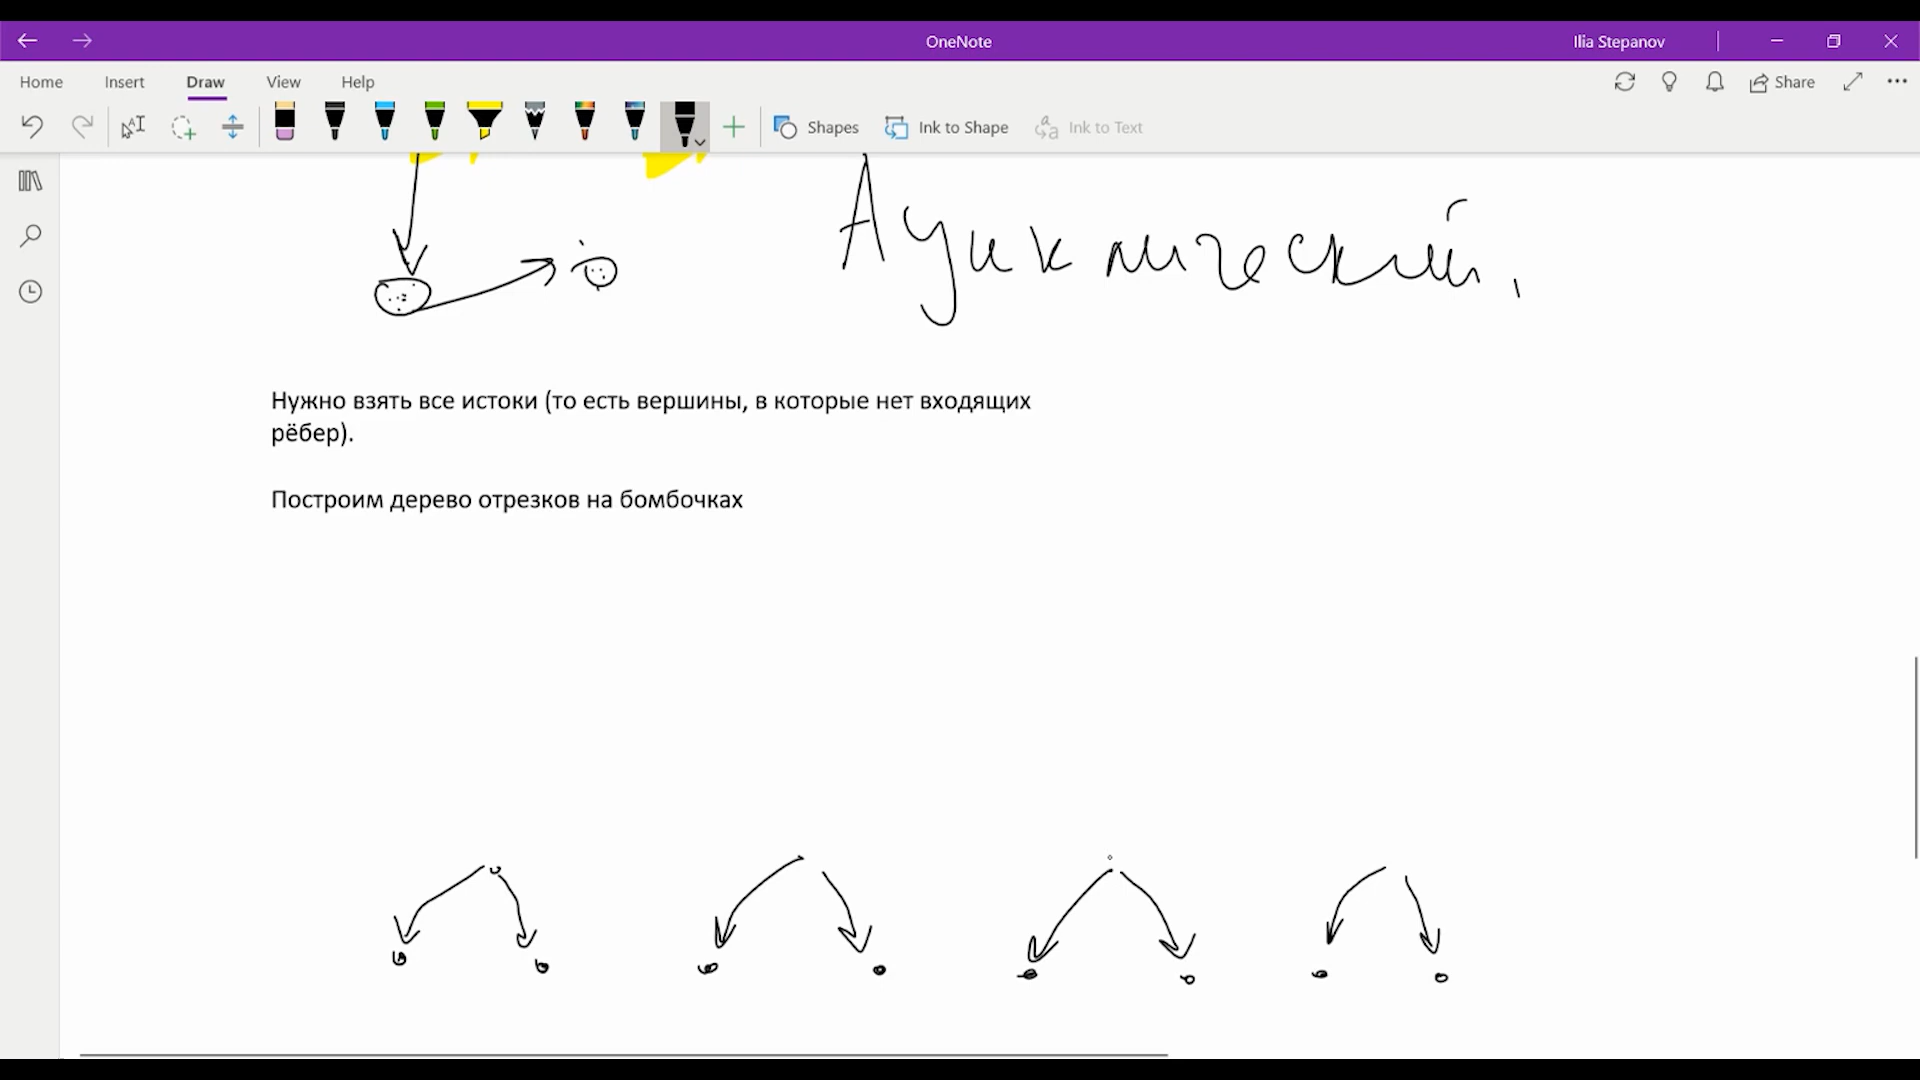 OneNote
Ilia Stepanov
Home Insert Draw View Help
Share
Shapes Ink to Shape Ink to Text
Ациклический.
Нужно взять все истоки (то есть вершины, в которые нет входящих
рёбер).
Построим дерево отрезков на бомбочках